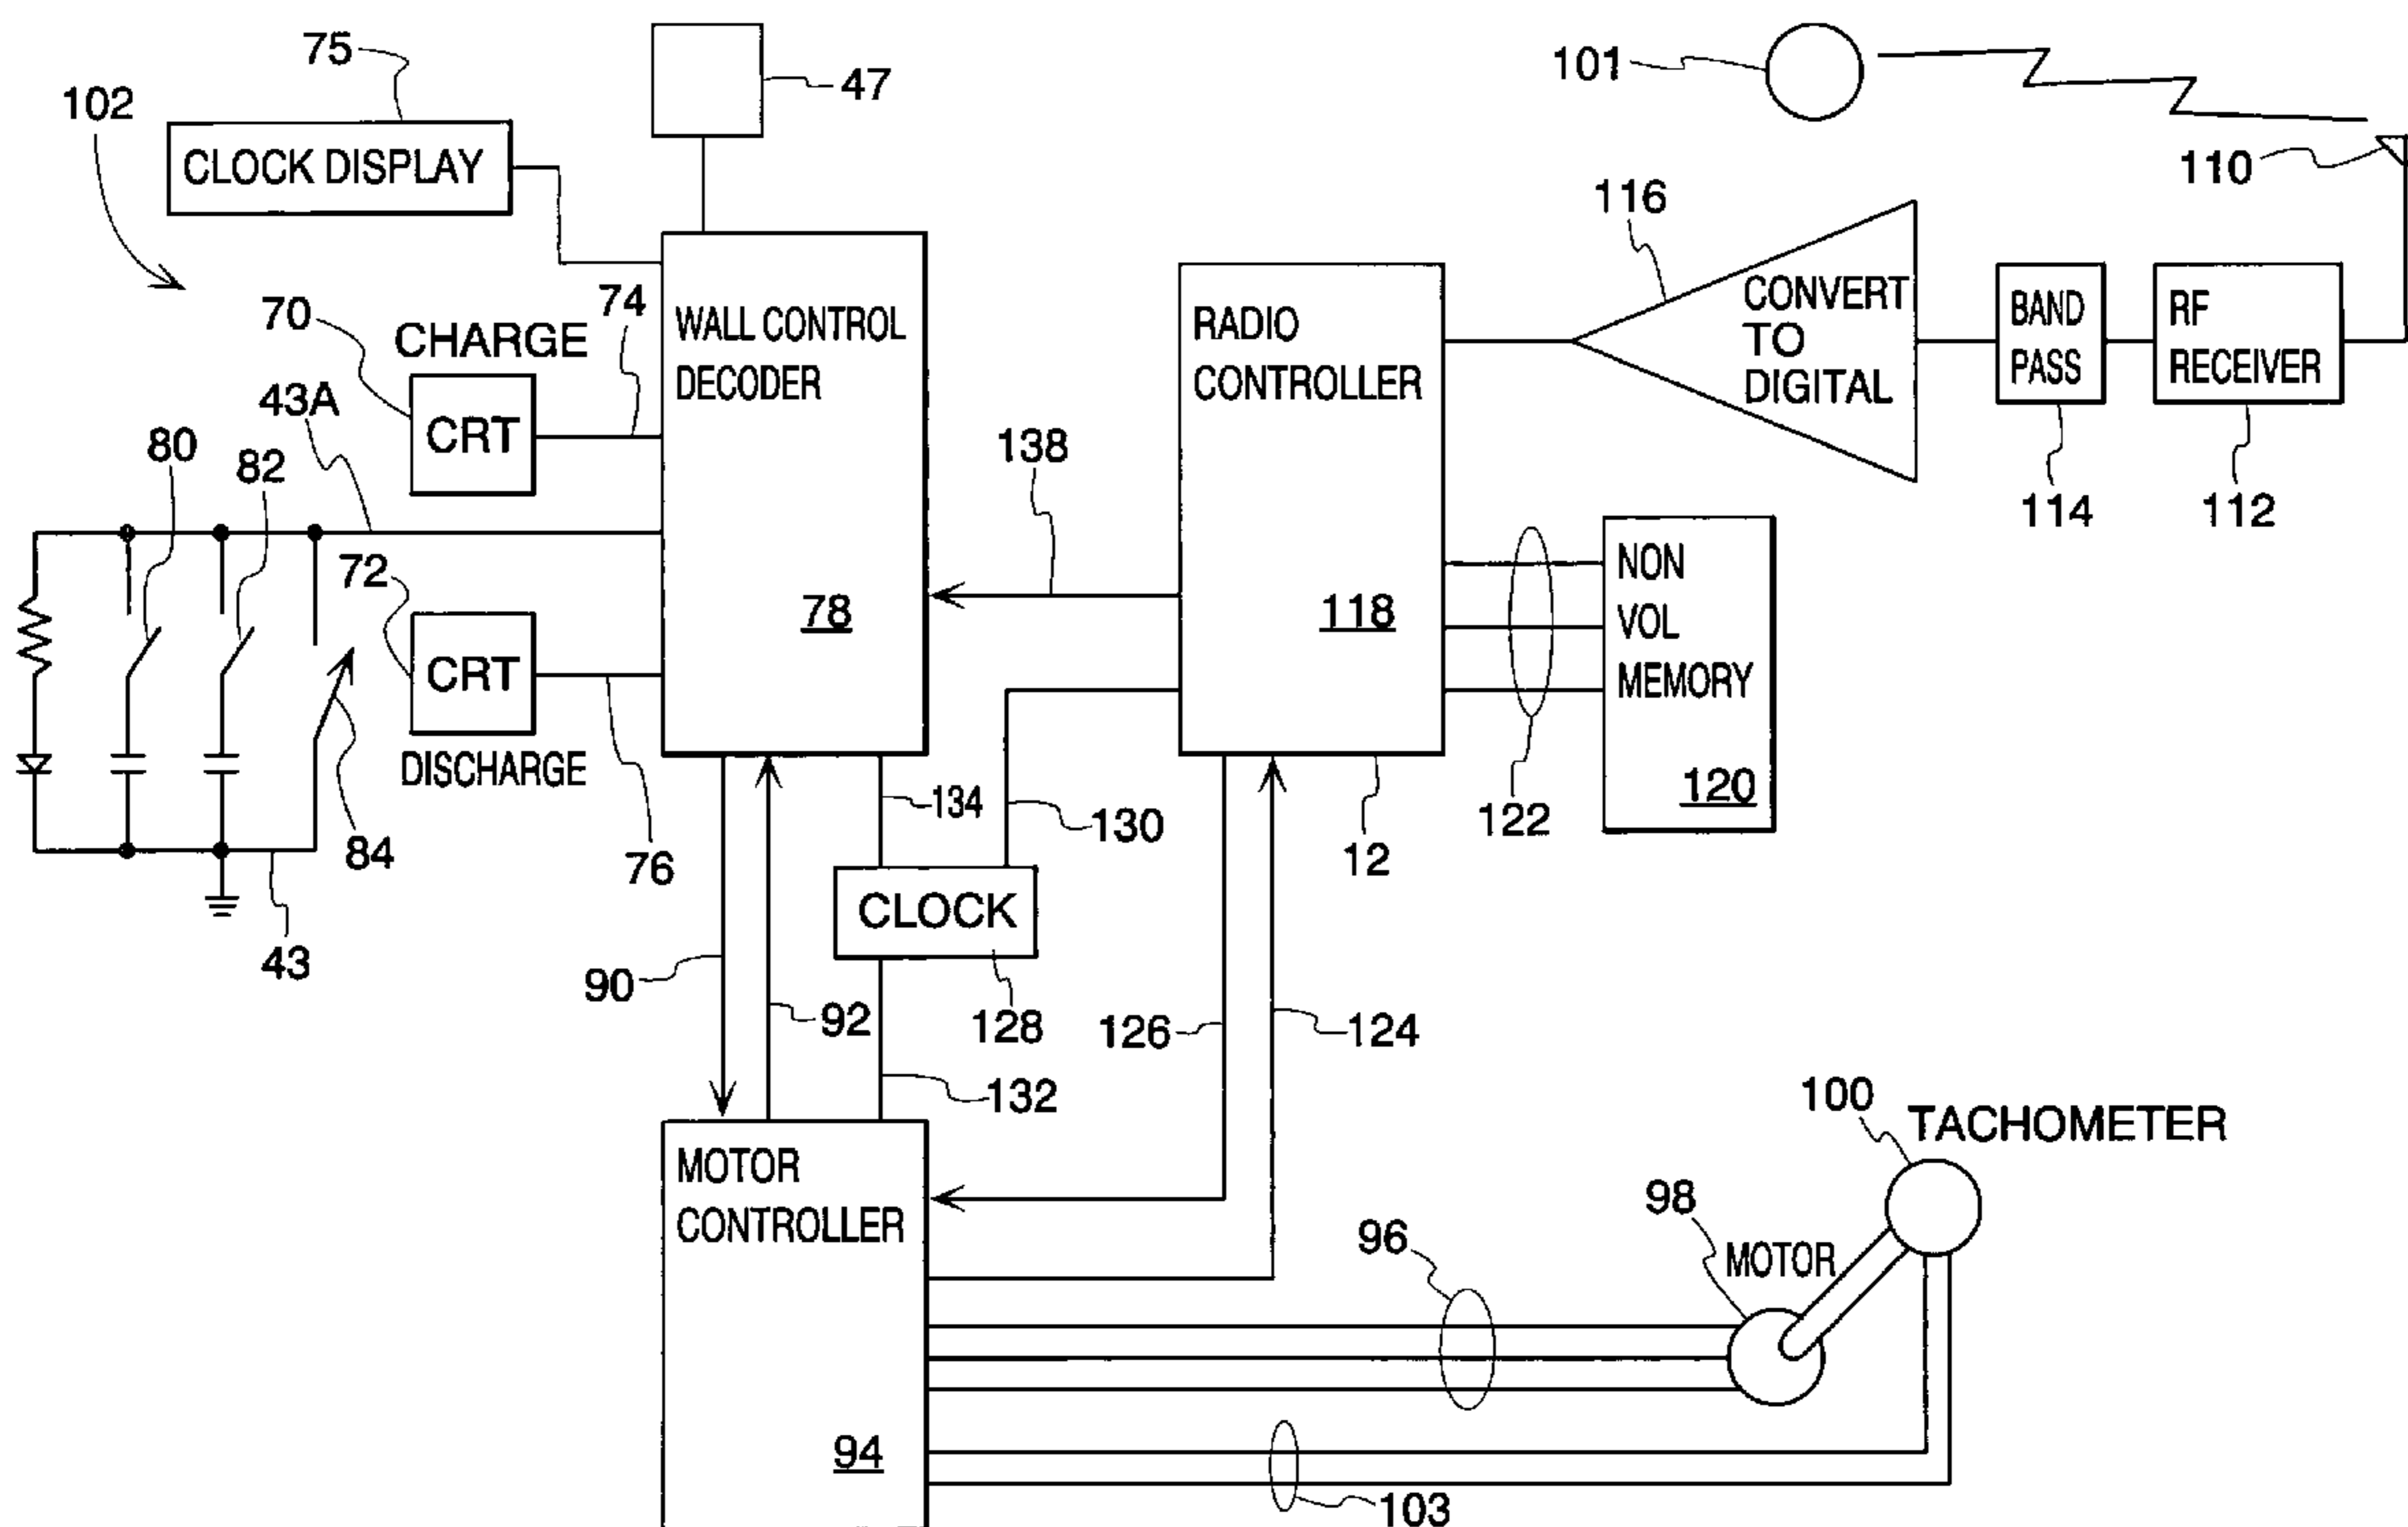 75
47
101
102
CLOCK DISPLAY
110
116
70
CHARGE
74
WALL CONTROL
DECODER
RADIO
CONTROLLER
CONVERT
TO
DIGITAL
BAND
PASS
RF
RECEIVER
43A
CRT
80
82
138
114
112
72
CRT
78
118
NON
VOL
MEMORY
DISCHARGE
134
130
122
120
84
76
12
CLOCK
43
90
92
128
126
124
132
100
TACHOMETER
MOTOR
CONTROLLER
98
96
MOTOR
94
103